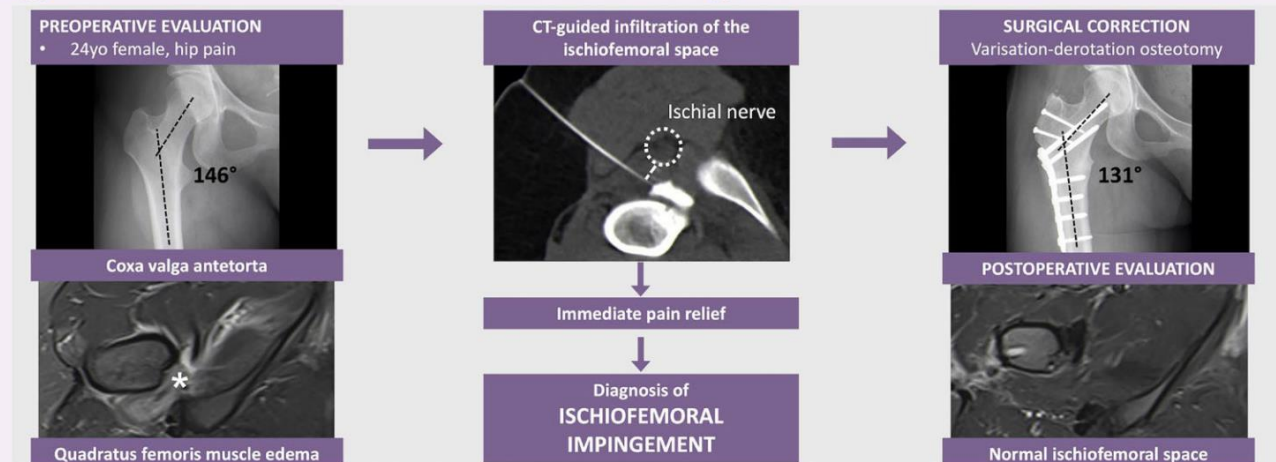 PREOPERATIVE EVALUATION
• 24yo female, hip pain
146°
Coxa valga antetorta
*
Quadratus femoris muscle edema
CT-guided infiltration of the
ischiofemoral space
Ischial nerve
Immediate pain relief
Diagnosis of
ISCHIOFEMORAL
IMPINGEMENT
SURGICAL CORRECTION
Varisation-derotation osteotomy
131°
POSTOPERATIVE EVALUATION
Normal ischiofemoral space